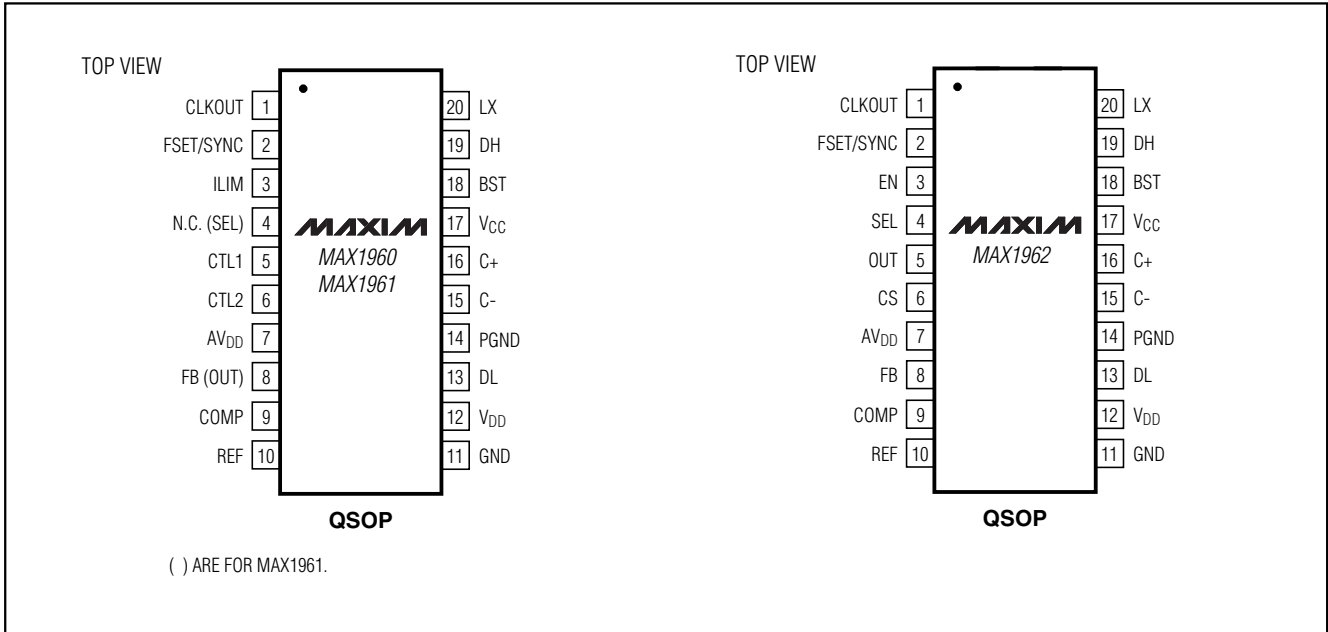 TOP VIEW
CLKOUT 1
FSET/SYNC 2
ILIM 3
N.C. (SEL) 4
CTL1 5
CTL2 6
AVDD 7
FB (OUT) 8
COMP 9
REF 10
20 LX
19 DH
18 BST
17 VCC
16 C+
15 C-
14 PGND
13 DL
12 VDD
11 GND
MAXIM
MAX1960
MAX1961
QSOP
( ) ARE FOR MAX1961.
TOP VIEW
CLKOUT 1
FSET/SYNC 2
EN 3
SEL 4
OUT 5
CS 6
AVDD 7
FB 8
COMP 9
REF 10
20 LX
19 DH
18 BST
17 VCC
16 C+
15 C-
14 PGND
13 DL
12 VDD
11 GND
MAXIM
MAX1962
QSOP